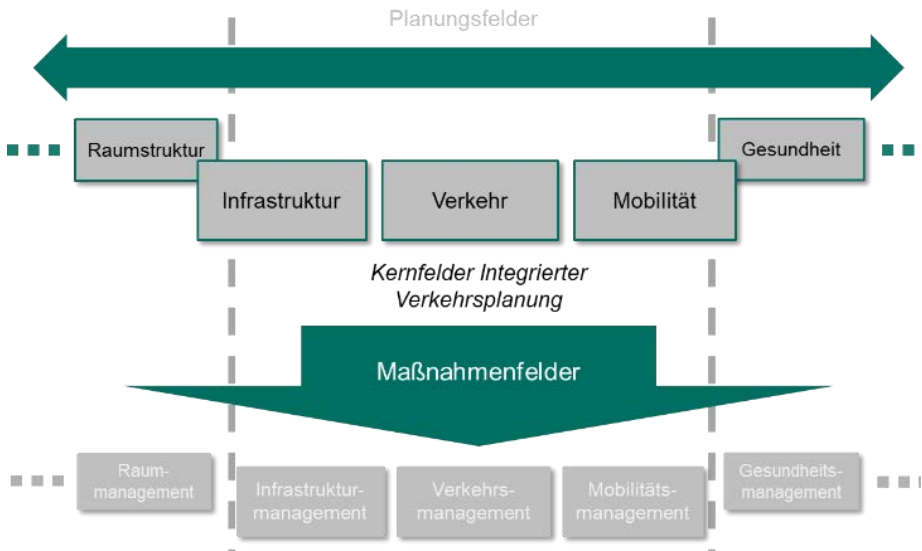 Planungsfelder
Raumstruktur
Gesundheit
Infrastruktur
Verkehr
Mobilität
Kernfelder Integrierter
Verkehrsplanung
Maßnahmenfelder
Raum-
management
Infrastruktur-
management
Verkehrs-
management
Mobilitäts-
management
Gesundheits-
management